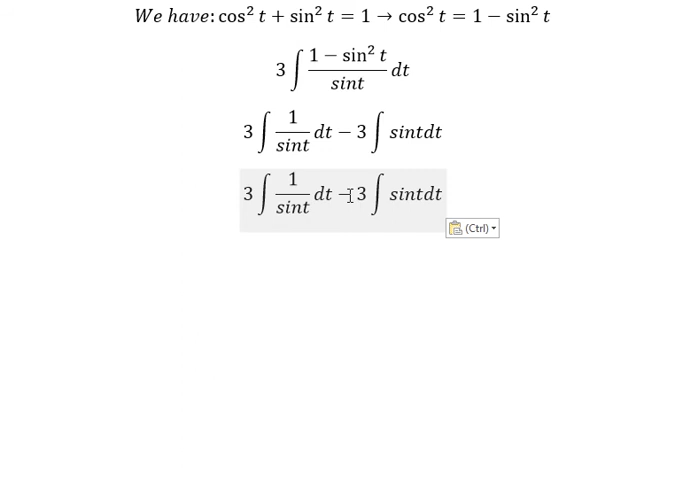 We have: cos² t + sin² t = 1 → cos² t = 1 − sin² t
3 ∫ (1 − sin² t)/(sint) dt
3 ∫ 1/(sint) dt − 3 ∫ sintdt
3 ∫ 1/(sint) dt − 3 ∫ sintdt
(Ctrl)